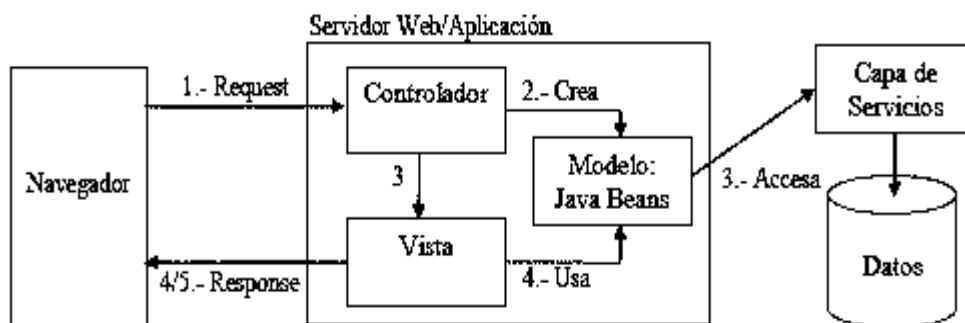 Servidor Web/Aplicación
Navegador
1.- Request
Controlador
2.- Crea
Capa de
Servicios
3
Modelo:
Java Beans
3.- Accesa
Vista
4/5.- Response
4.- Usa
Datos